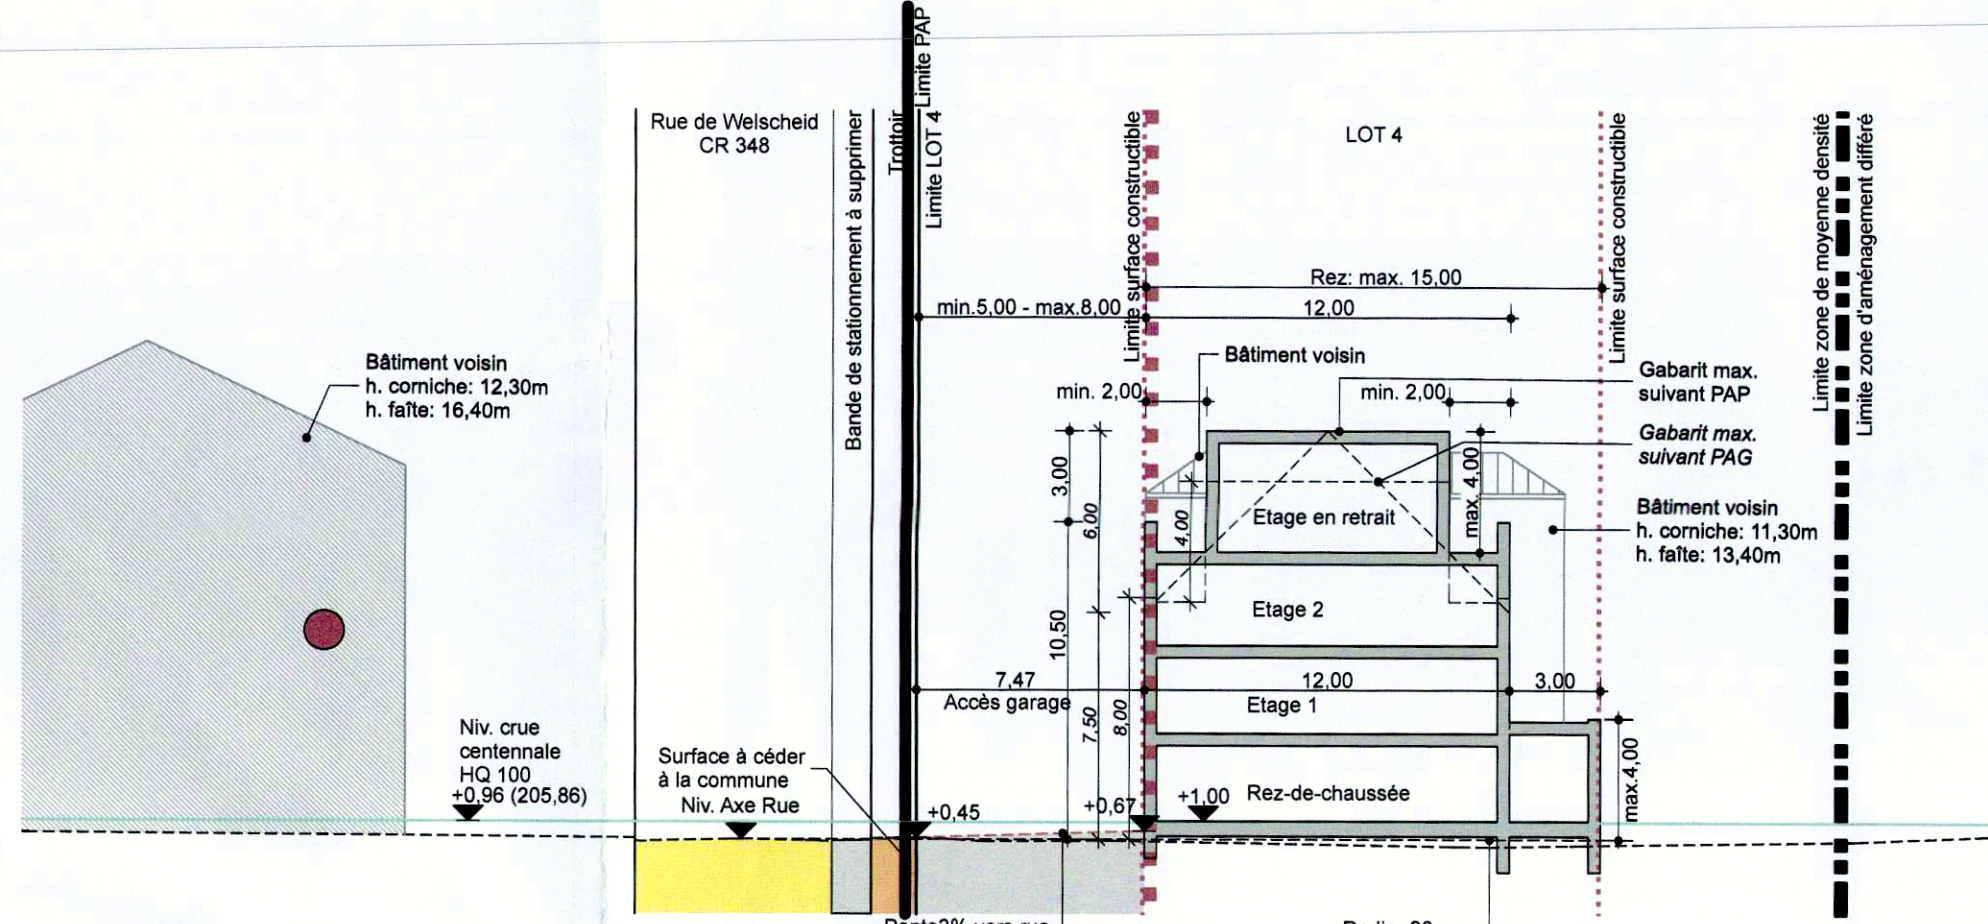 Limite PAP
Rue de Welscheid
CR 348
Bande de stationnement à supprimer
Trottoir
Limite LOT 4
Limite surface constructible
LOT 4
Limite surface constructible
Limite zone de moyenne densité
Limite zone d'aménagement différé
Rez: max. 15,00
min.5,00 - max.8,00
12,00
Bâtiment voisin
h. corniche: 12,30m
h. faîte: 16,40m
Bâtiment voisin
min. 2,00
min. 2,00
Gabarit max.
suivant PAP
Gabarit max.
suivant PAG
3,00
6,00
4,00
max. 4,00
Etage en retrait
Bâtiment voisin
h. corniche: 11,30m
h. faîte: 13,40m
Etage 2
10,50
7,47
Accès garage
12,00
3,00
Etage 1
7,50
8,00
Niv. crue
centennale
HQ 100
+0,96 (205,86)
Surface à céder
à la commune
Niv. Axe Rue
+0,45
+0,67
+1,00
Rez-de-chaussée
max.4,00